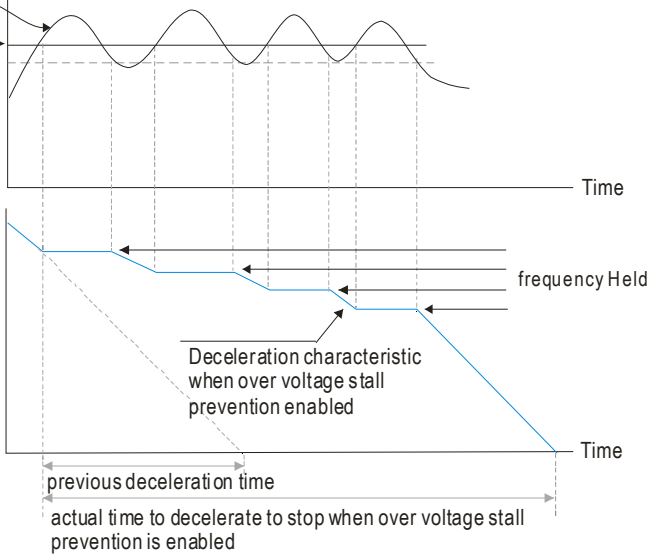 Time
frequency Held
Deceleration characteristic
when over voltage stall
prevention enabled
Time
previous deceleration time
actual time to decelerate to stop when over voltage stall
prevention is enabled